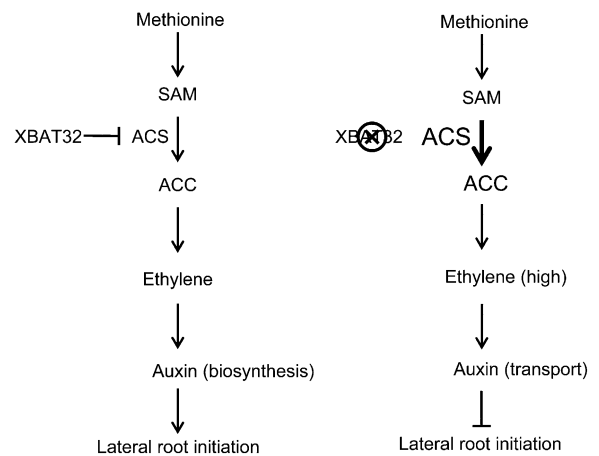 Methionine
SAM
XBAT32 ACS
ACC
Ethylene
Auxin (biosynthesis)
Lateral root initiation
Methionine
SAM
XBAT32 ACS
ACC
Ethylene (high)
Auxin (transport)
Lateral root initiation